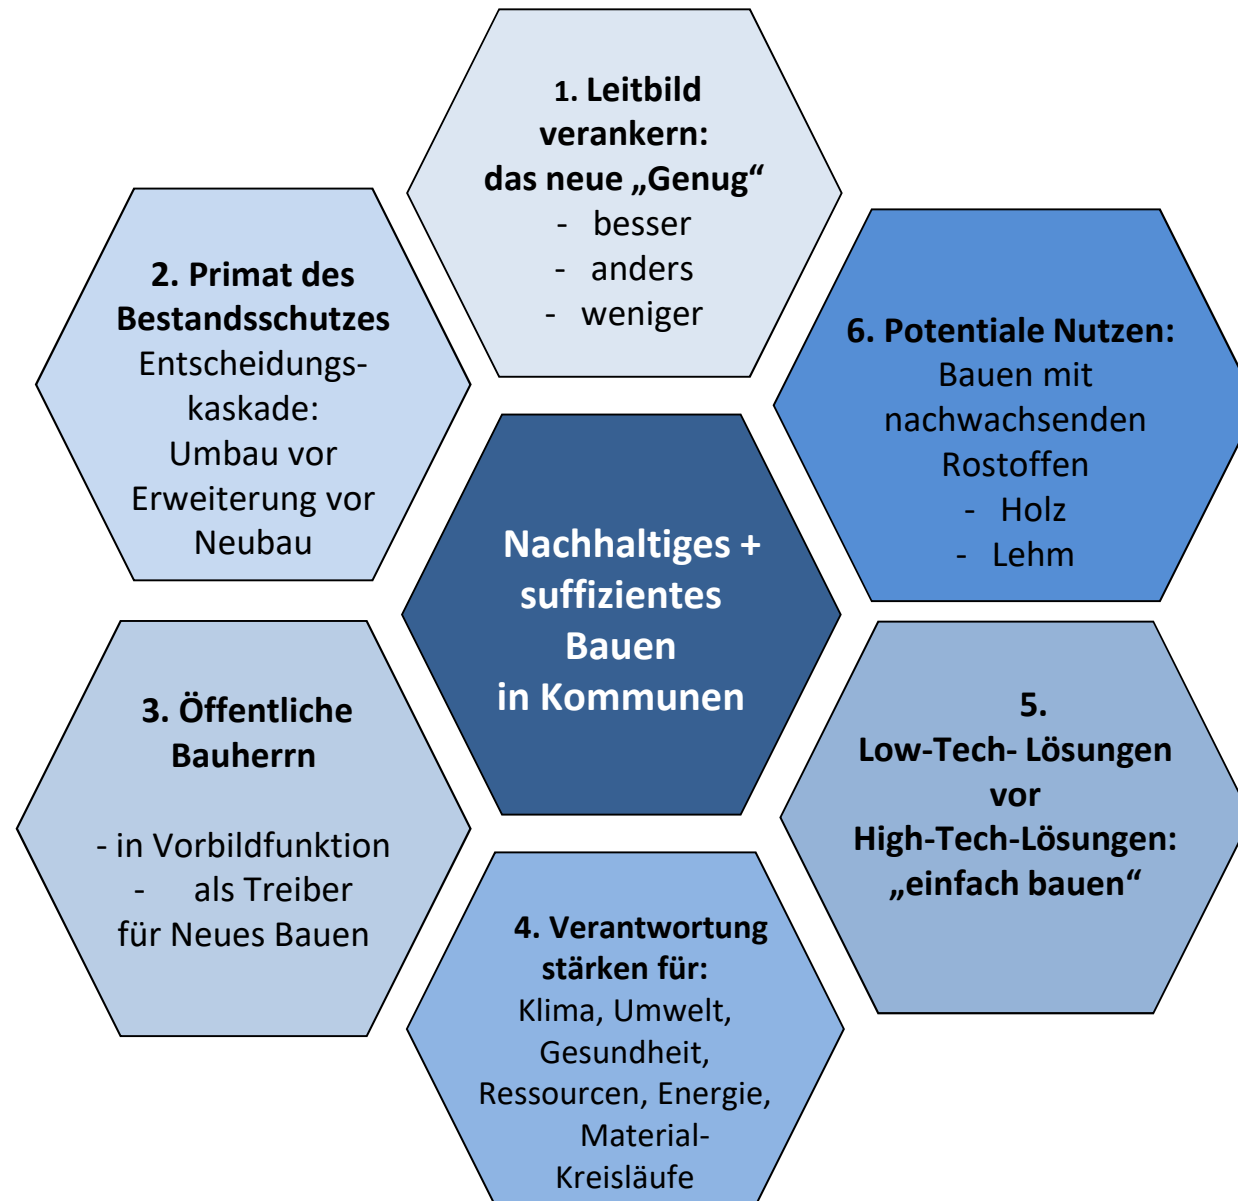 1. Leitbild
verankern:
das neue „Genug“
- besser
- anders
- weniger
2. Primat des
Bestandsschutzes
Entscheidungs-
kaskade:
Umbau vor
Erweiterung vor
Neubau
3. Öffentliche
Bauherrn
- in Vorbildfunktion
- als Treiber
für Neues Bauen
4. Verantwortung
stärken für:
Klima, Umwelt,
Gesundheit,
Ressourcen, Energie,
Material-
Kreisläufe
5.
Low-Tech- Lösungen
vor
High-Tech-Lösungen:
„einfach bauen“
6. Potentiale Nutzen:
Bauen mit
nachwachsenden
Rostoffen
- Holz
- Lehm
Nachhaltiges +
suffizientes
Bauen
in Kommunen